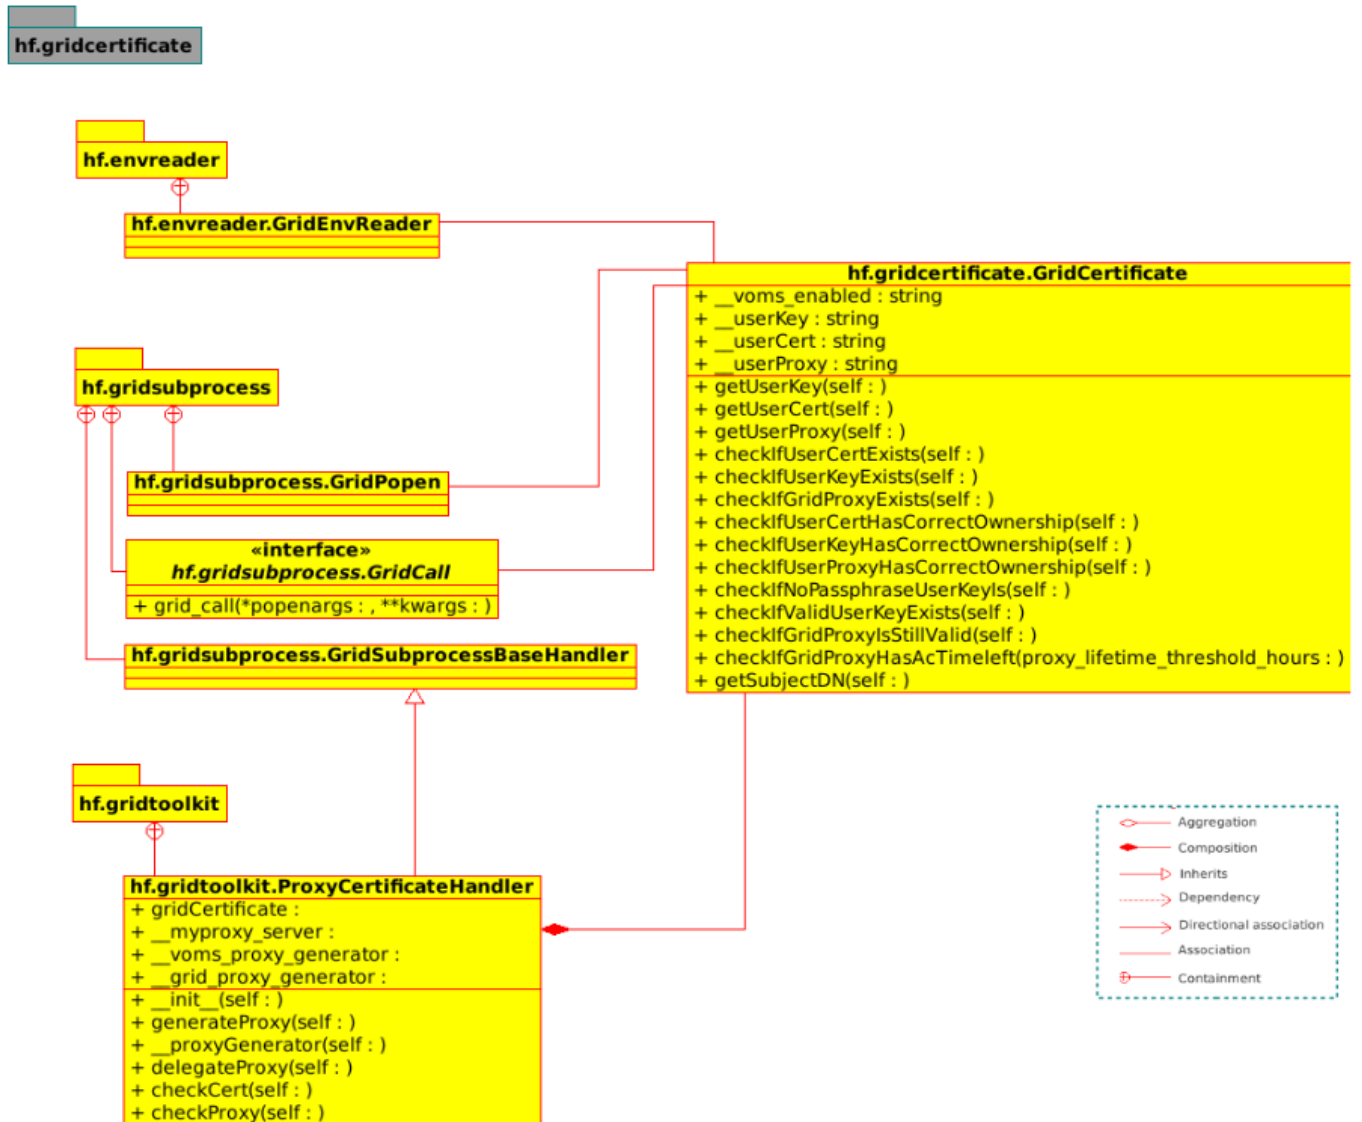 hf.gridcertificate
hf.envreader
hf.envreader.GridEnvReader
hf.gridcertificate.GridCertificate
+ __voms_enabled : string
+ __userKey : string
+ __userCert : string
+ __userProxy : string
+ getUserKey(self : )
+ getUserCert(self : )
+ getUserProxy(self : )
+ checkIfUserCertExists(self : )
+ checkIfUserKeyExists(self : )
+ checkIfGridProxyExists(self : )
+ checkIfUserCertHasCorrectOwnership(self : )
+ checkIfUserKeyHasCorrectOwnership(self : )
+ checkIfUserProxyHasCorrectOwnership(self : )
+ checkIfNoPassphraseUserKeyIs(self : )
+ checkIfValidUserKeyExists(self : )
+ checkIfGridProxyIsStillValid(self : )
+ checkIfGridProxyHasAcTimeleft(proxy_lifetime_threshold_hours : )
+ getSubjectDN(self : )
hf.gridsubprocess
hf.gridsubprocess.GridPopen
«interface»
hf.gridsubprocess.GridCall
+ grid_call(*popenargs : , **kwargs : )
hf.gridsubprocess.GridSubprocessBaseHandler
hf.gridtoolkit
hf.gridtoolkit.ProxyCertificateHandler
+ gridCertificate :
+ __myproxy_server :
+ __voms_proxy_generator :
+ __grid_proxy_generator :
+ __init__(self : )
+ generateProxy(self : )
+ __proxyGenerator(self : )
+ delegateProxy(self : )
+ checkCert(self : )
+ checkProxy(self : )
Aggregation
Composition
Inherits
Dependency
Directional association
Association
Containment